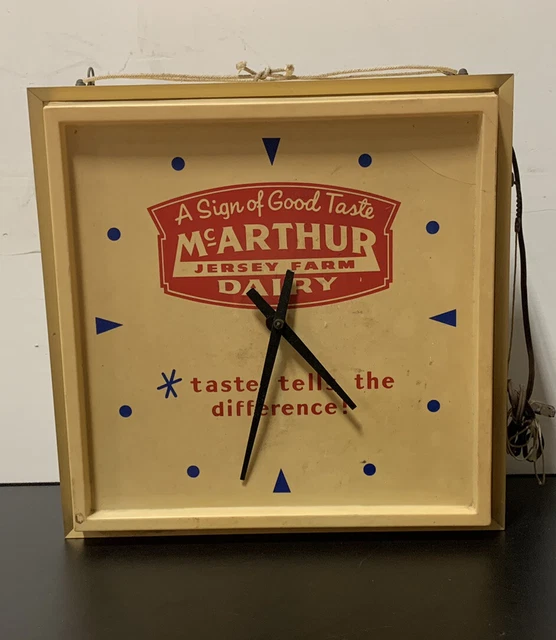 A Sign of Good Taste
McARTHUR
JERSEY FARM
DAIRY
* taste tells the
difference!